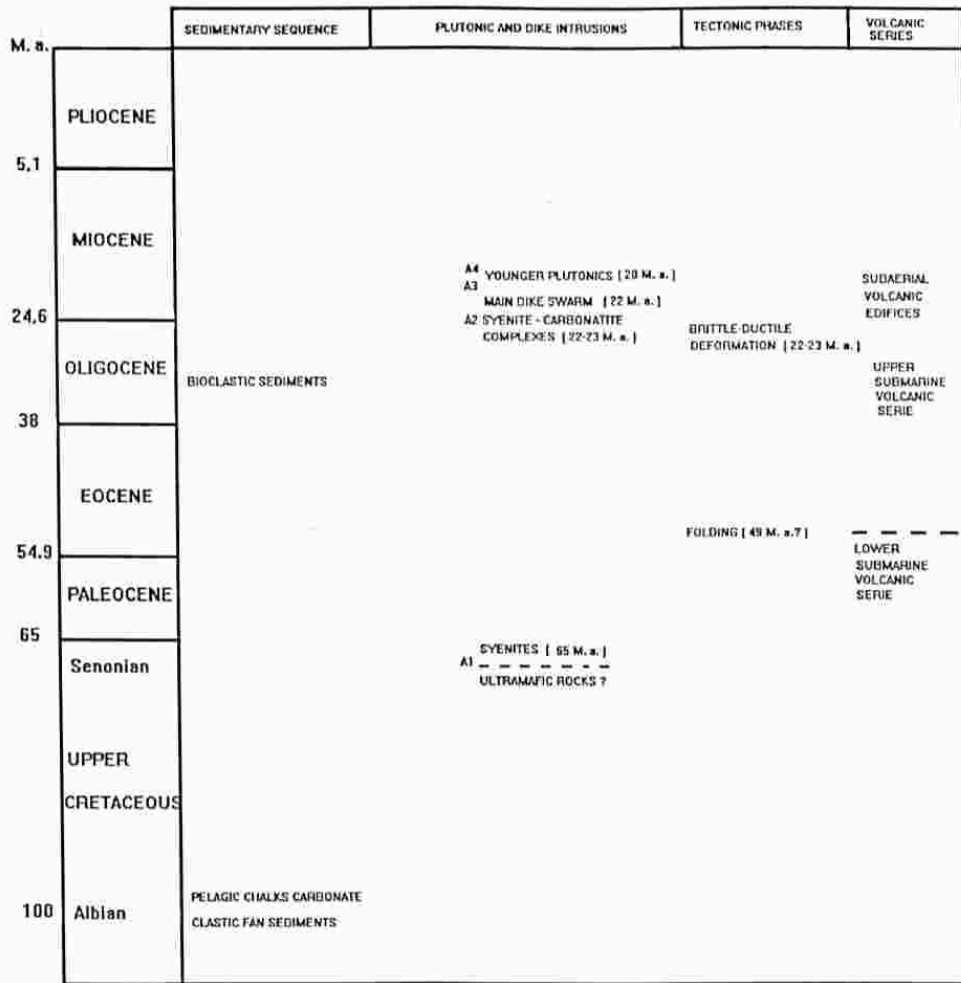 SEDIMENTARY SEQUENCE
PLUTONIC AND DIKE INTRUSIONS
TECTONIC PHASES
VOLCANIC
SERIES
M. a.
PLIOCENE
5,1
MIOCENE
A4 YOUNGER PLUTONICS [ 20 M. a.]
A3
MAIN DIKE SWARM [ 22 M. a.]
SUBAERIAL
VOLCANIC
EDIFICES
24,6
A2 SYENITE - CARBONATITE
COMPLEXES [ 22-23 M. a.]
BRITTLE-DUCTILE
DEFORMATION [ 22-23 M. a.]
OLIGOCENE
BIOCLASTIC SEDIMENTS
UPPER
SUBMARINE
VOLCANIC
SERIE
38
EOCENE
FOLDING [ 49 M. a.?]
54.9
LOWER
SUBMARINE
VOLCANIC
SERIE
PALEOCENE
65
Senonian
SYENITES [ 65 M. a.]
A1
ULTRAMAFIC ROCKS ?
UPPER
CRETACEOUS
PELAGIC CHALKS CARBONATE
100
Albian
CLASTIC FAN SEDIMENTS